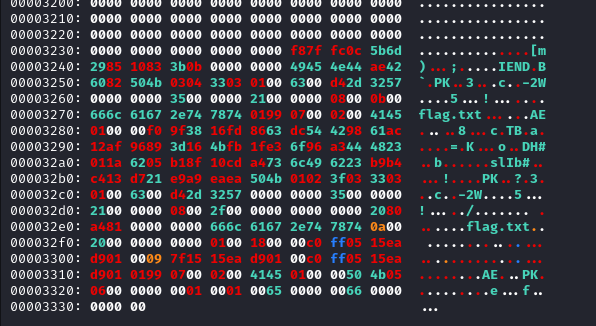 00003200: 0000 0000 0000 0000 0000 0000 0000 0000  ................
00003210: 0000 0000 0000 0000 0000 0000 0000 0000  ................
00003220: 0000 0000 0000 0000 0000 0000 0000 0000  ................
00003230: 0000 0000 0000 0000 0000 f87f fc0c 5b6d  ..............[m
00003240: 2985 1083 3b0b 0000 0000 4945 4e44 ae42  )...;.....IEND.B
00003250: 6082 504b 0304 3303 0100 6300 d42d 3257  `.PK..3...c..-2W
00003260: 0000 0000 3500 0000 2100 0000 0800 0b00  ....5...!.......
00003270: 666c 6167 2e74 7874 0199 0700 0200 4145  flag.txt......AE
00003280: 0100 00f0 9f38 16fd 8663 dc54 4298 61ac  .....8...c.TB.a.
00003290: 12af 9689 3d16 4bfb 1fe3 6f96 a344 4823  ....=.K...o..DH#
000032a0: 011a 6205 b18f 10cd a473 6c49 6223 b9b4  ..b......slIb#..
000032b0: c413 d721 e9a9 eaea 504b 0102 3f03 3303  ...!....PK..?.3.
000032c0: 0100 6300 d42d 3257 0000 0000 3500 0000  ..c..-2W....5...
000032d0: 2100 0000 0800 2f00 0000 0000 0000 2080  !...../....... .
000032e0: a481 0000 0000 666c 6167 2e74 7874 0a00  ......flag.txt..
000032f0: 2000 0000 0000 0100 1800 00c0 ff05 15ea   ...............
00003300: d901 0009 7f15 15ea d901 00c0 ff05 15ea  ................
00003310: d901 0199 0700 0200 4145 0100 0050 4b05  ........AE...PK.
00003320: 0600 0000 0001 0001 0065 0000 0066 0000  .........e...f..
00003330: 0000 00  ...